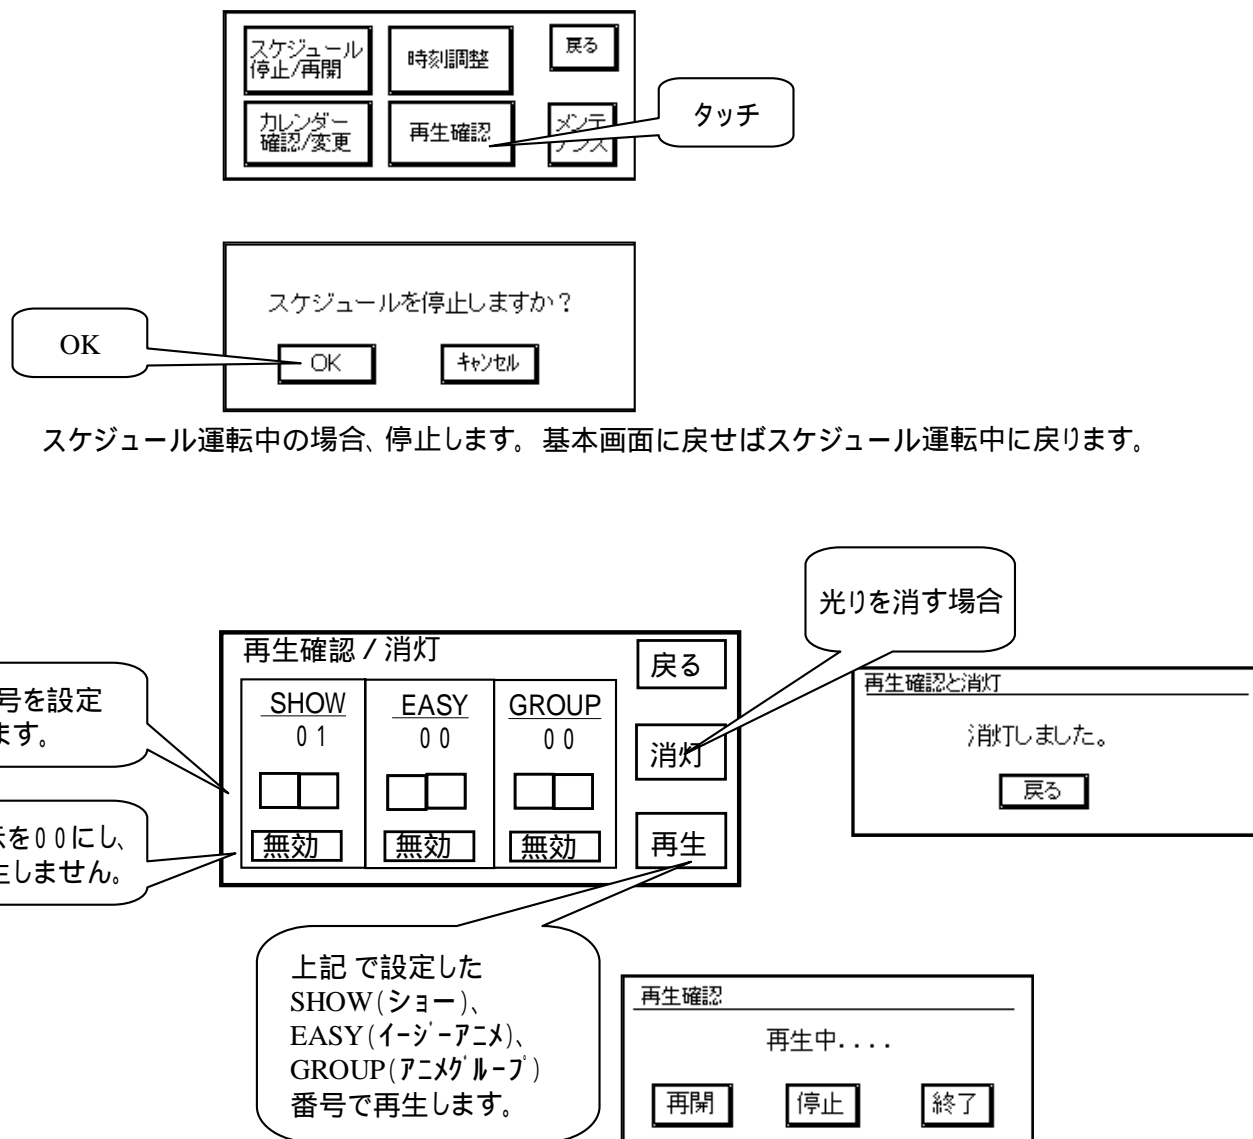 スケジュール
停止/再開
時刻調整
戻る
カレンダー
確認/変更
再生確認
メンテ
ナンス
タッチ
スケジュールを停止しますか？
OK
OK
キャンセル
スケジュール運転中の場合、停止します。基本画面に戻せばスケジュール運転中に戻ります。
光りを消す場合
再生確認 / 消灯
戻る
号を設定
ます。
SHOW
EASY
GROUP
01
00
00
消灯
再生確認と消灯
消灯しました。
戻る
示を00にし、
生しません。
無効
無効
無効
再生
上記 で設定した
SHOW(ショー)、
EASY(イージーアニメ)、
GROUP(アニメグループ)
番号で再生します。
再生確認
再生中....
再開
停止
終了